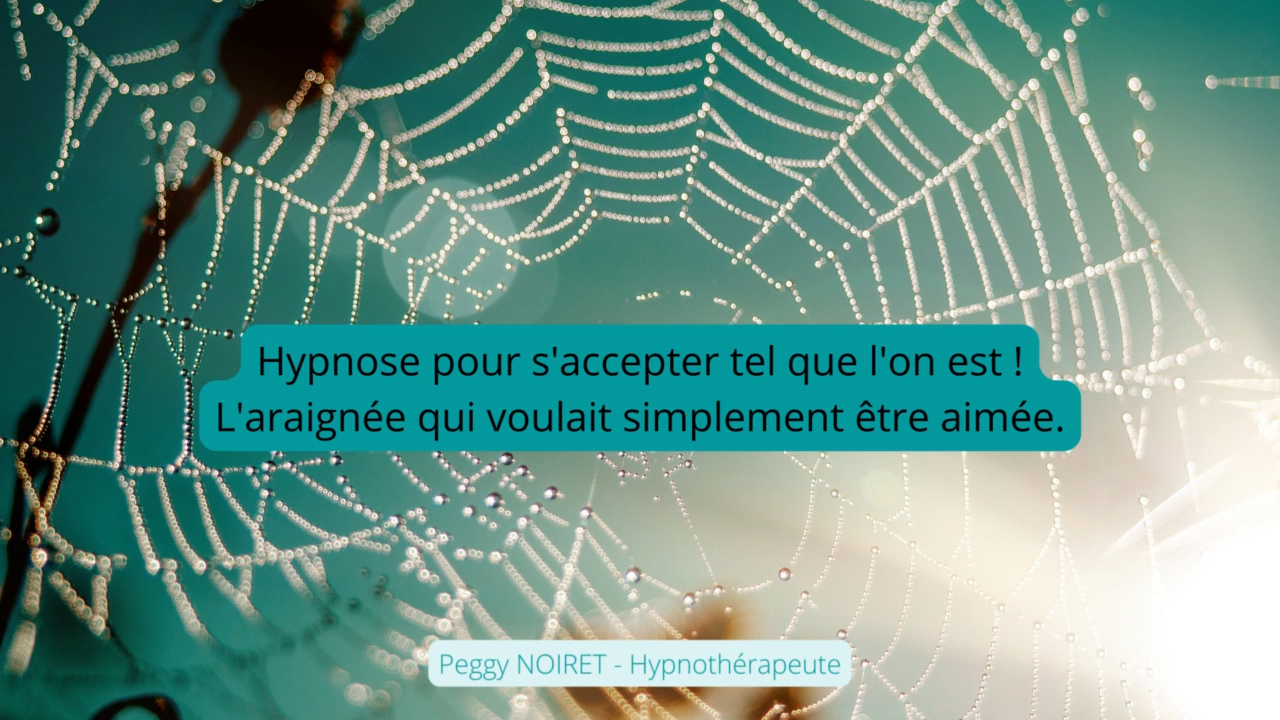 Hypnose pour s'accepter tel que l'on est !
L'araignée qui voulait simplement être aimée.
Peggy NOIRET - Hypnothérapeute